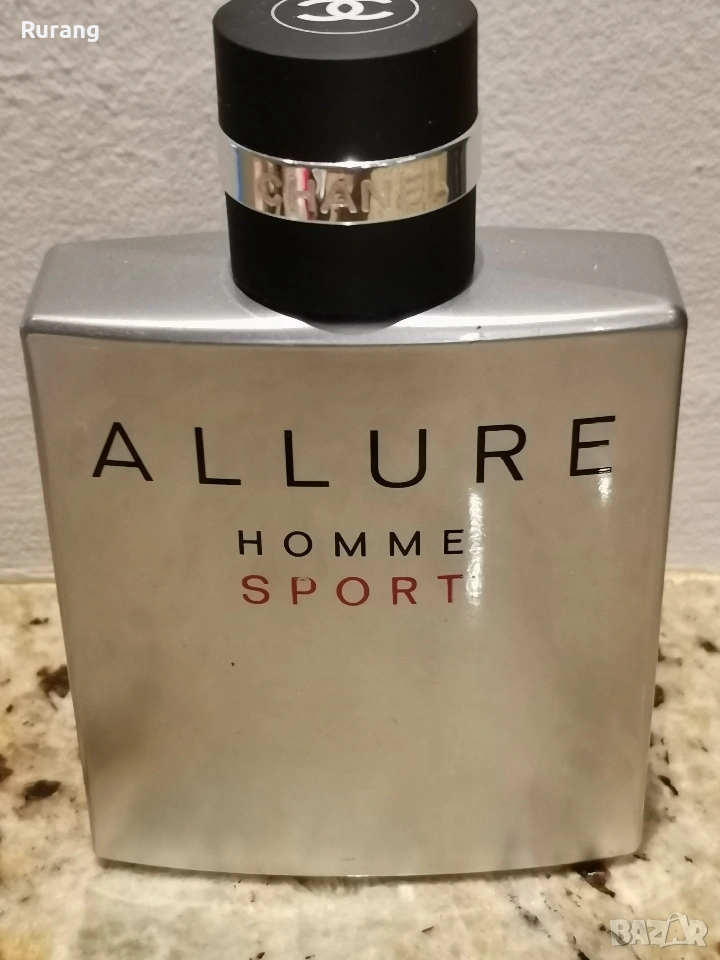 Rurang
CHANEL
ALLURE
HOMME
SPORT
BAZAR